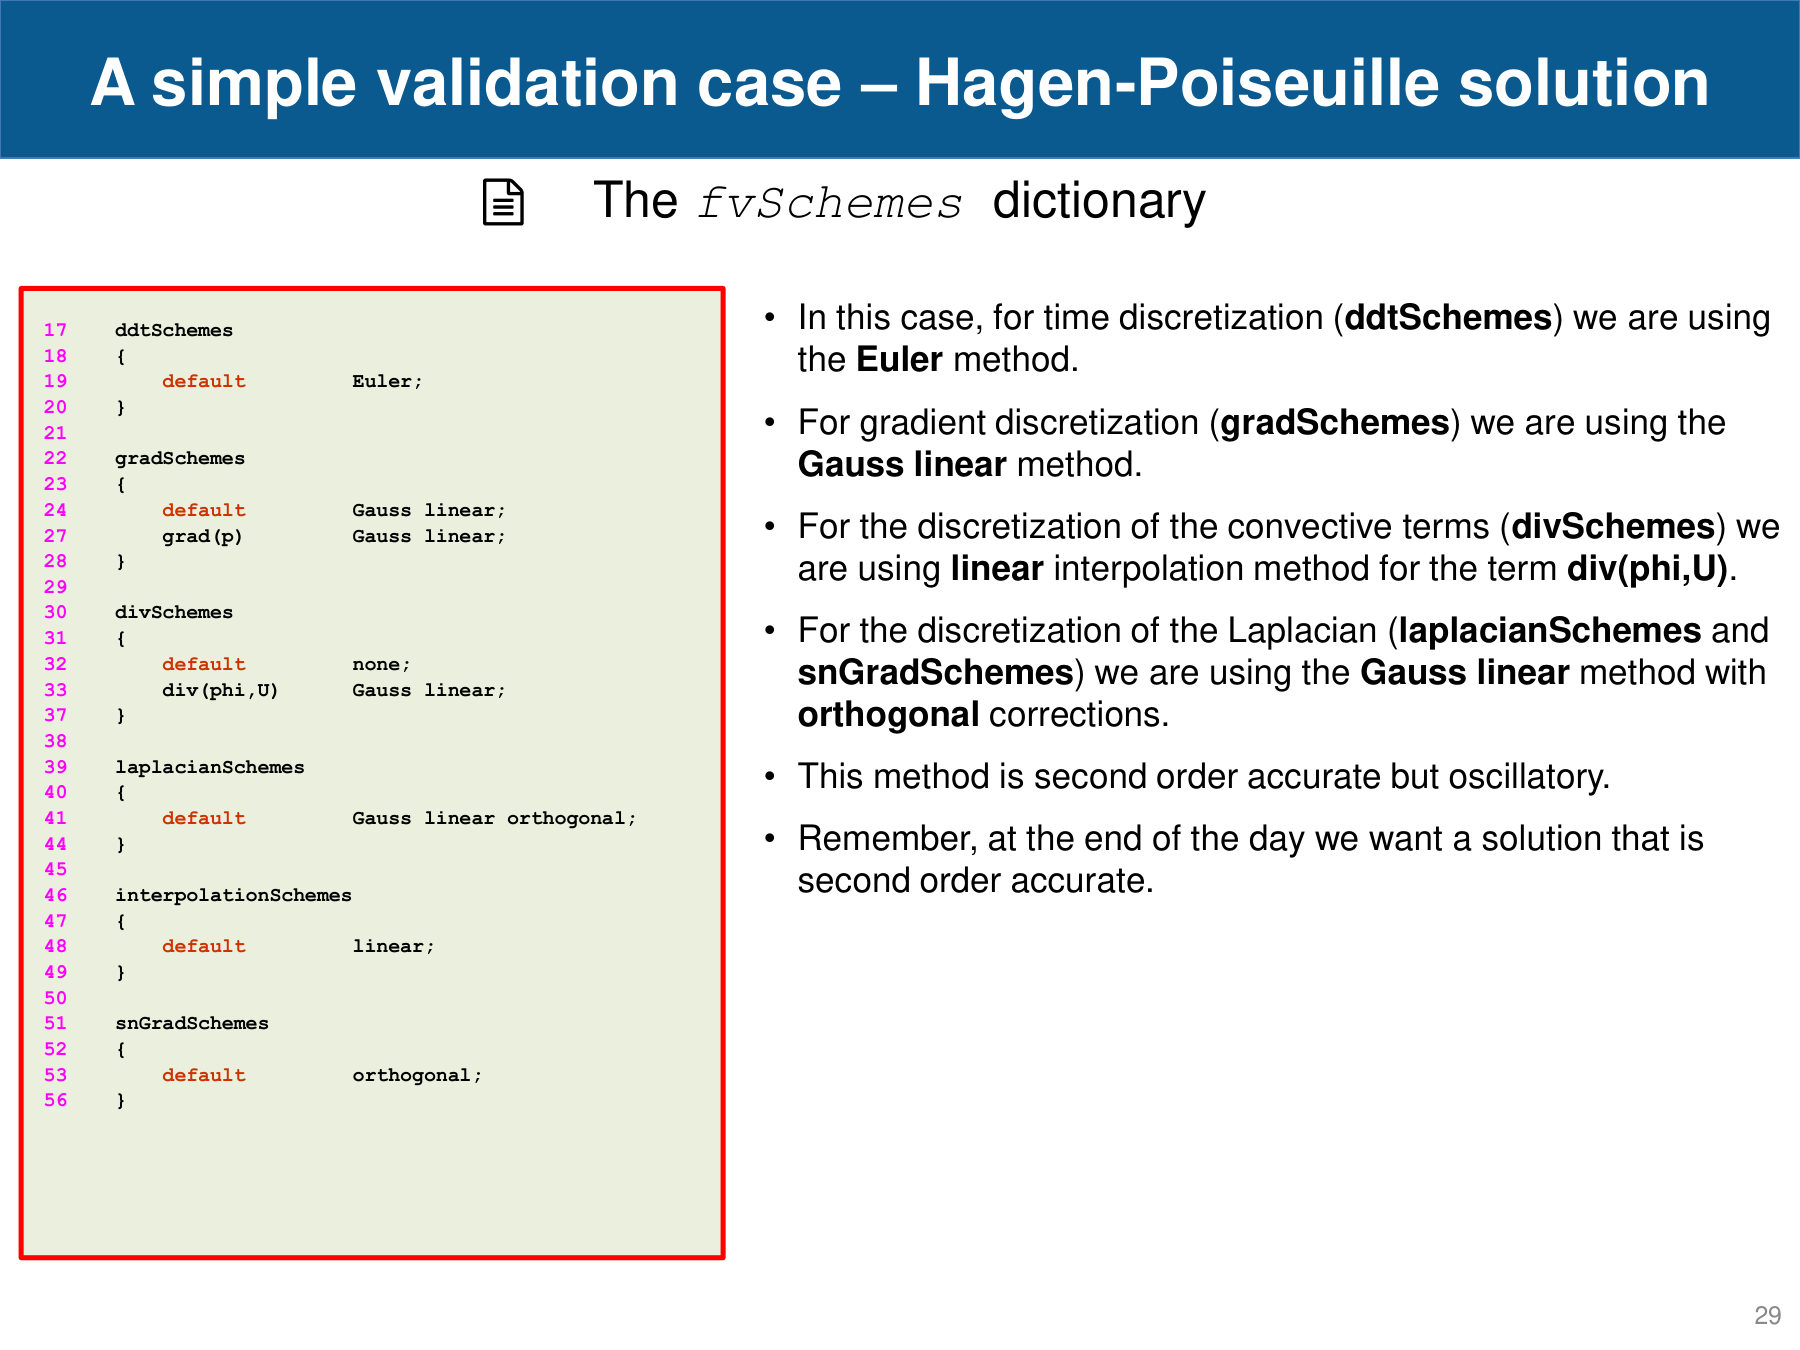 A simple validation case – Hagen-Poiseuille solution
The fvSchemes dictionary
17 ddtSchemes
18 {
19 default Euler;
20 }
21
22 gradSchemes
23 {
24 default Gauss linear;
27 grad(p) Gauss linear;
28 }
29
30 divSchemes
31 {
32 default none;
33 div(phi,U) Gauss linear;
37 }
38
39 laplacianSchemes
40 {
41 default Gauss linear orthogonal;
44 }
45
46 interpolationSchemes
47 {
48 default linear;
49 }
50
51 snGradSchemes
52 {
53 default orthogonal;
56 }
• In this case, for time discretization (ddtSchemes) we are using
the Euler method.
• For gradient discretization (gradSchemes) we are using the
Gauss linear method.
• For the discretization of the convective terms (divSchemes) we
are using linear interpolation method for the term div(phi,U).
• For the discretization of the Laplacian (laplacianSchemes and
snGradSchemes) we are using the Gauss linear method with
orthogonal corrections.
• This method is second order accurate but oscillatory.
• Remember, at the end of the day we want a solution that is
second order accurate.
29